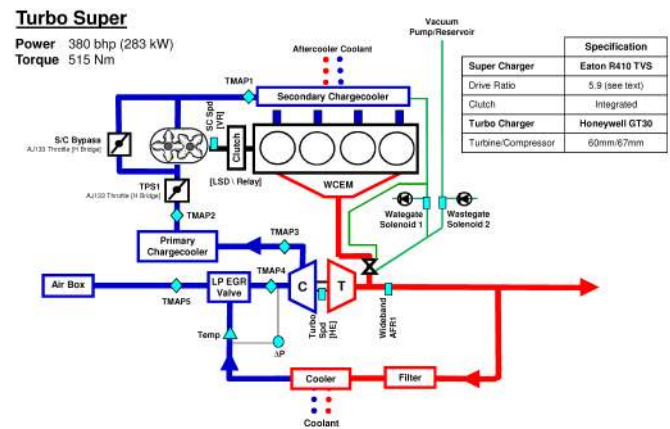 Turbo Super
Power 380 bhp (283 kW)
Torque 515 Nm
Vacuum
Pump/Reservoir
Aftercooler Coolant
Specification
Super Charger Eaton R410 TVS
Drive Ratio 5.9 (see text)
Clutch Integrated
Turbo Charger Honeywell GT30
Turbine/Compressor 60mm/67mm
TMAP1
Secondary Chargecooler
SC Spd
[VR]
S/C Bypass
AJ133 Throttle [H Bridge]
Clutch
[LSD \ Relay]
WCEM
TPS1
AJ133 Throttle [H Bridge]
TMAP2
Wategate
Solenoid 1
Wastegate
Solenoid 2
Primary
Chargecooler
TMAP3
TMAP4
Air Box
TMAP5
LP EGR
Valve
C
T
Turbo
Spd
[HE]
Wideband
AFR1
Temp
ΔP
Cooler
Filter
Coolant